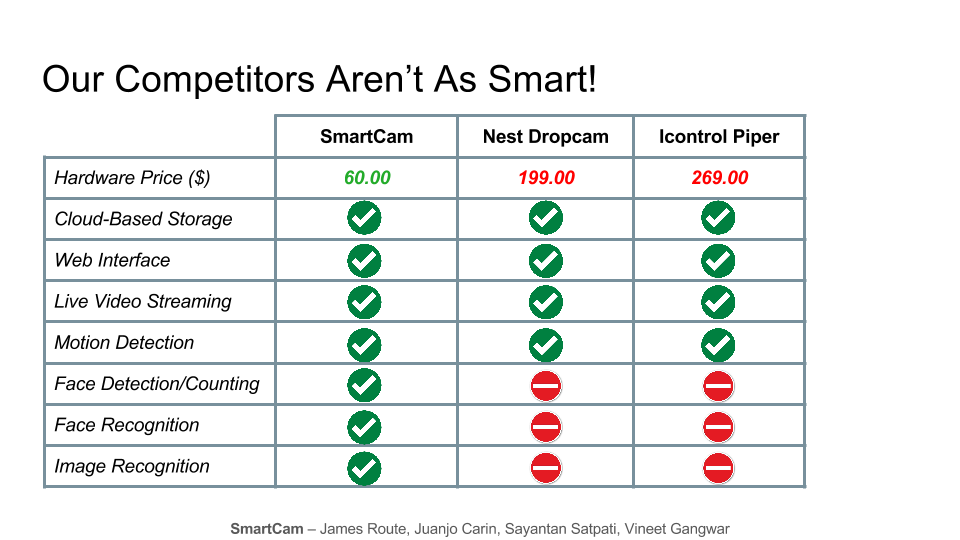 Our Competitors Aren’t As Smart!
SmartCam Nest Dropcam Icontrol Piper
Hardware Price ($) 60.00 199.00 269.00
Cloud-Based Storage
Web Interface
Live Video Streaming
Motion Detection
Face Detection/Counting
Face Recognition
Image Recognition
SmartCam – James Route, Juanjo Carin, Sayantan Satpati, Vineet Gangwar